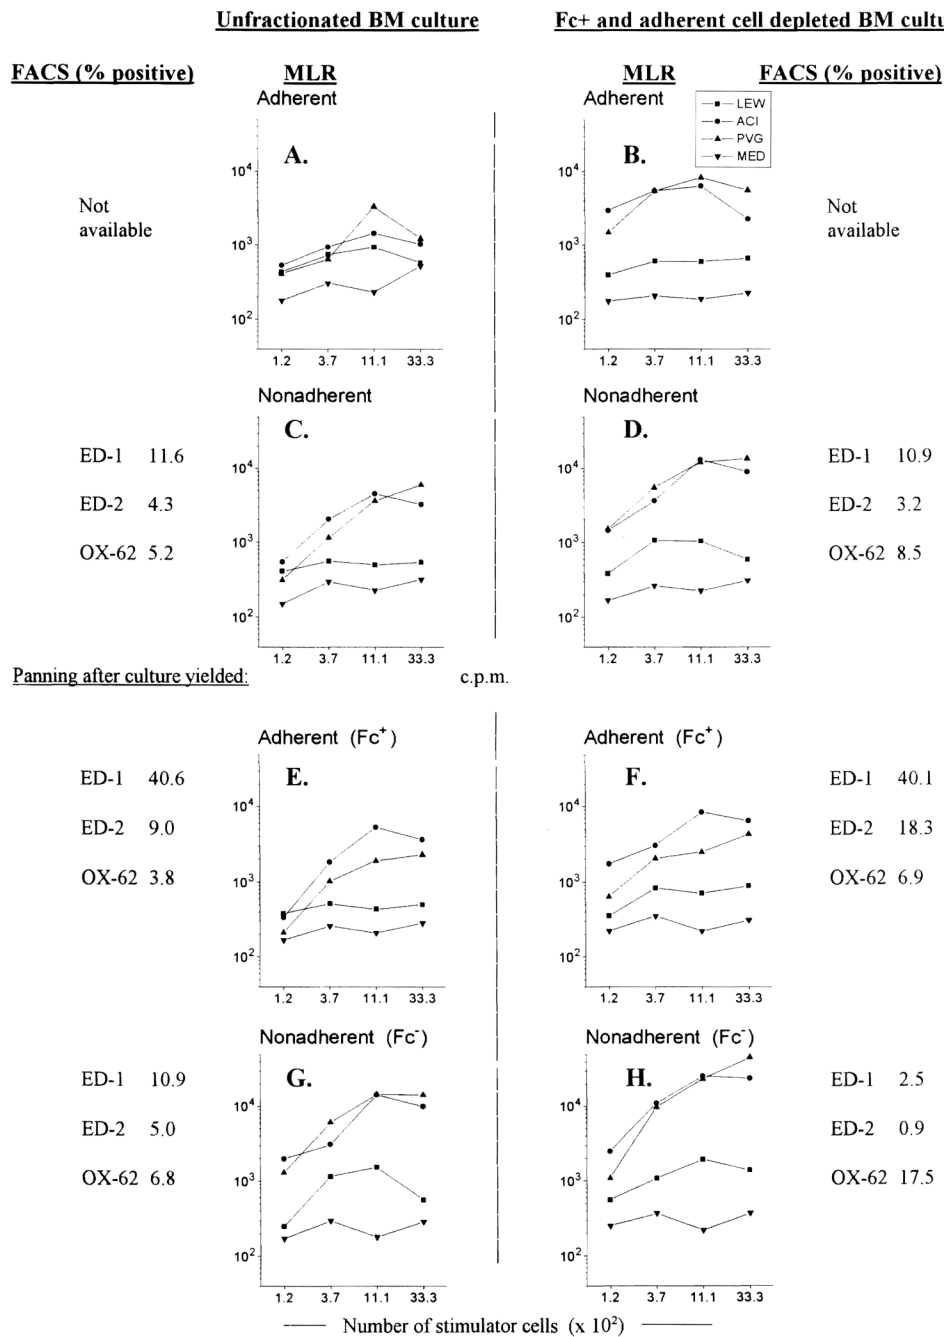 Unfractionated BM culture
Fc+ and adherent cell depleted BM cultu
FACS (% positive)
MLR
MLR
FACS (% positive)
Adherent
Adherent
LEW
ACI
PVG
MED
A.
B.
10⁴
10³
10²
10⁴
10³
10²
Not
available
Not
available
1.2 3.7 11.1 33.3
1.2 3.7 11.1 33.3
Nonadherent
Nonadherent
C.
D.
ED-1 11.6
ED-2 4.3
OX-62 5.2
10⁴
10³
10²
10⁴
10³
10²
ED-1 10.9
ED-2 3.2
OX-62 8.5
1.2 3.7 11.1 33.3
1.2 3.7 11.1 33.3
Panning after culture yielded:
c.p.m.
Adherent (Fc⁺)
Adherent (Fc⁺)
E.
F.
ED-1 40.6
ED-2 9.0
OX-62 3.8
10⁴
10³
10²
10⁴
10³
10²
ED-1 40.1
ED-2 18.3
OX-62 6.9
1.2 3.7 11.1 33.3
1.2 3.7 11.1 33.3
Nonadherent (Fc⁻)
Nonadherent (Fc⁻)
G.
H.
ED-1 10.9
ED-2 5.0
OX-62 6.8
10⁴
10³
10²
10⁴
10³
10²
ED-1 2.5
ED-2 0.9
OX-62 17.5
1.2 3.7 11.1 33.3
1.2 3.7 11.1 33.3
Number of stimulator cells (x 10²)